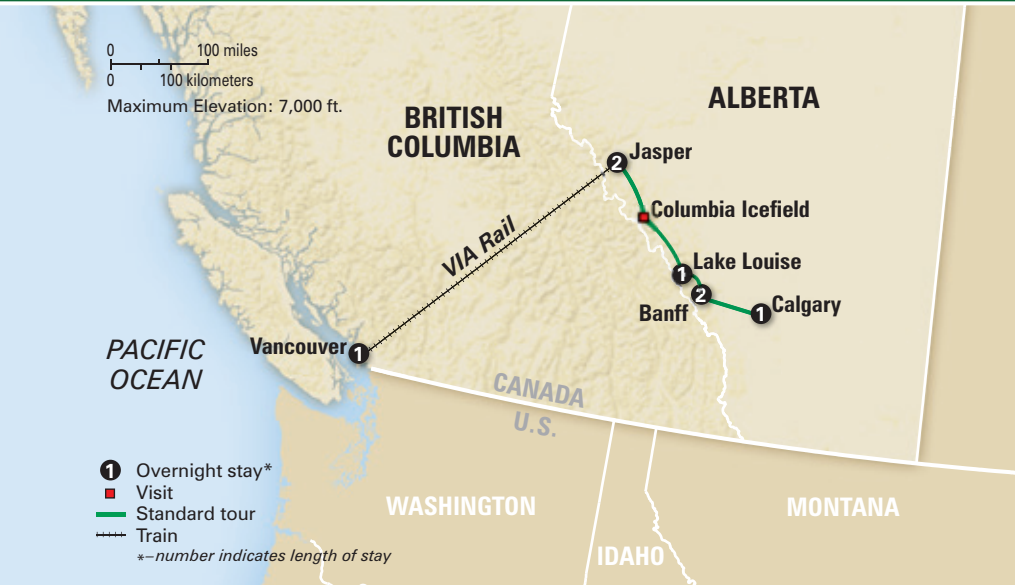 0 100 miles
0 100 kilometers
Maximum Elevation: 7,000 ft.
BRITISH
COLUMBIA
ALBERTA
2 Jasper
Columbia Icefield
VIA Rail
1 Lake Louise
2
Banff
1 Calgary
Vancouver 1
PACIFIC
OCEAN
CANADA
U.S.
1 Overnight stay*
Visit
Standard tour
Train
*–number indicates length of stay
WASHINGTON
IDAHO
MONTANA